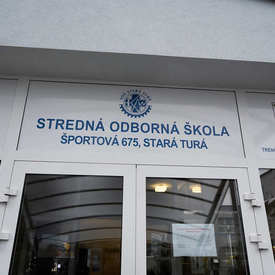 STREDNÁ ODBORNÁ ŠKOLA
ŠPORTOVÁ 675, STARÁ TURÁ